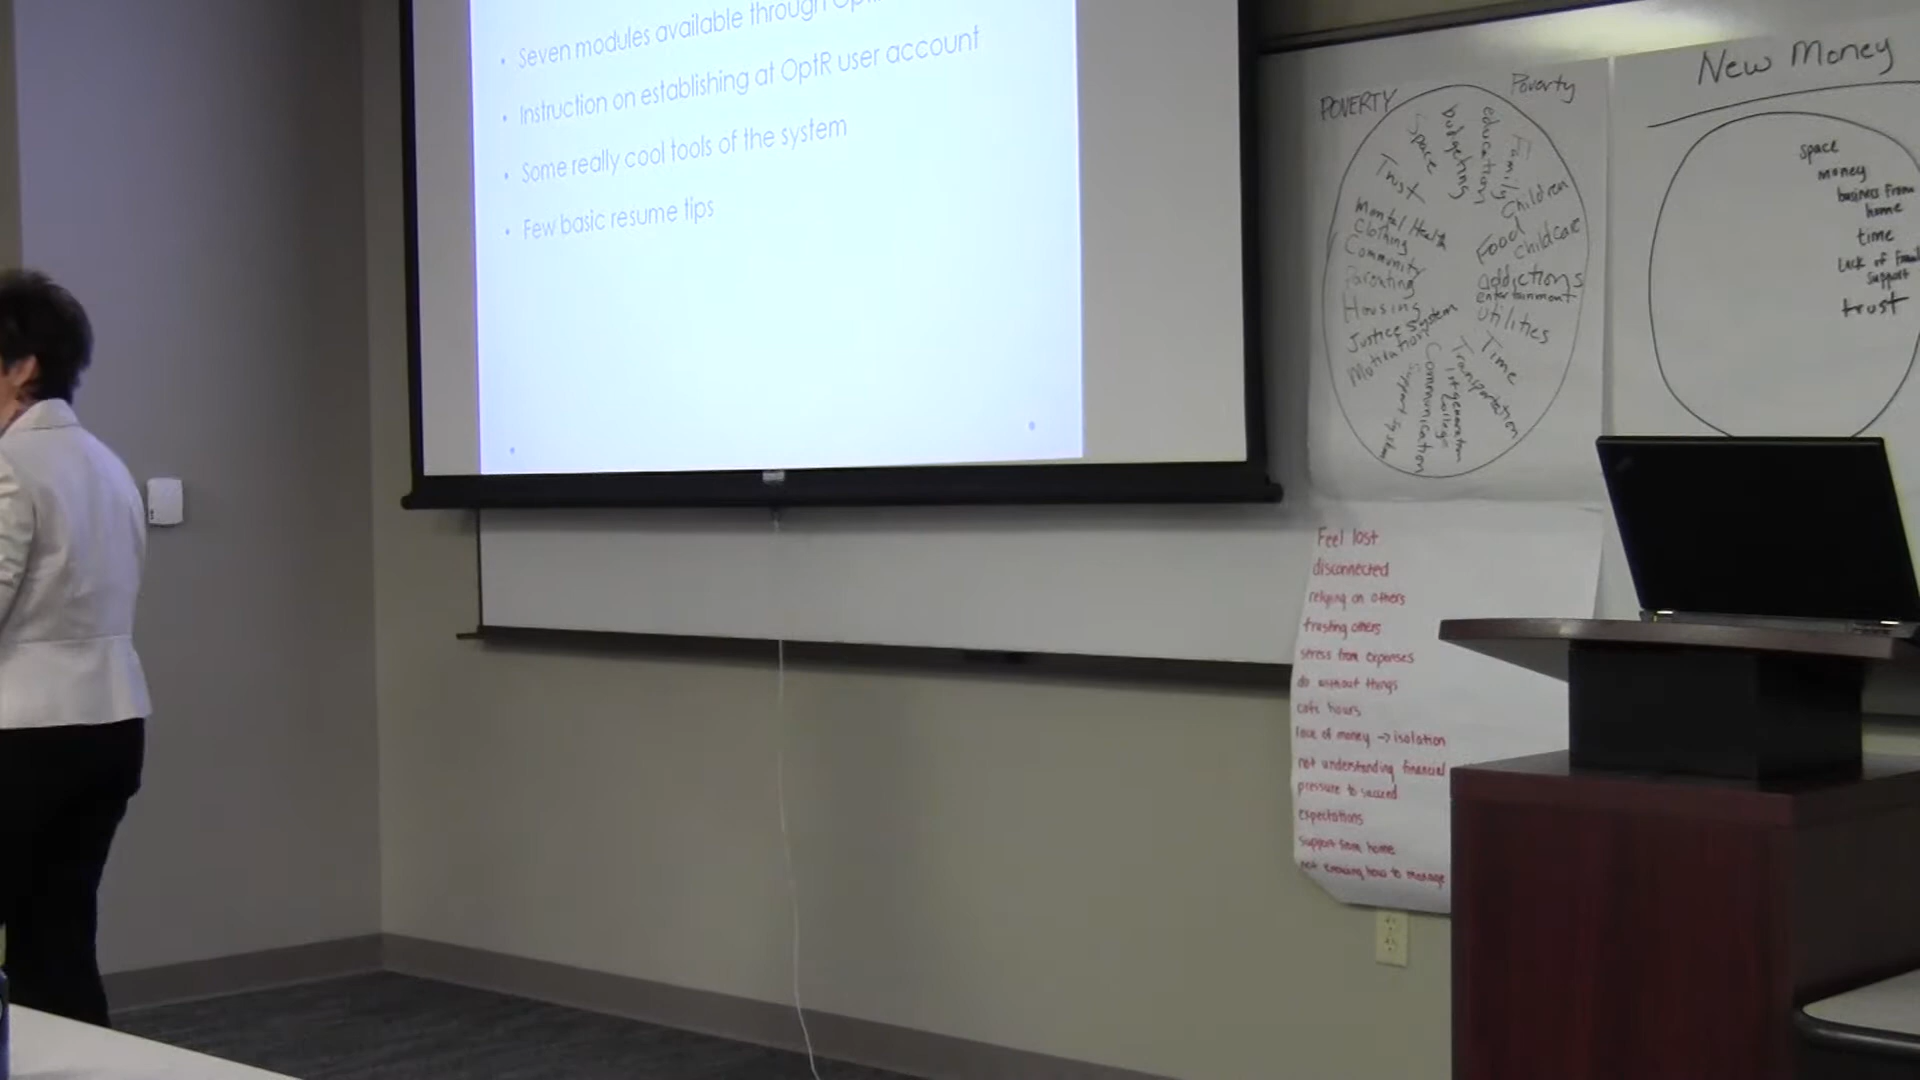 Seven modules available through
Instruction on establishing at OptR user account
Some really cool tools of the system
Few basic resume tips
POVERTY
Poverty
Space
budgeting
education
Family
Children
Trust
Mental Health
Clothing
Community
Parenting
Housing
Justice System
Motivation
Food
childcare
addictions
entertainment
utilities
Time
Transportation
Communication
Support System
New Money
space
money
business from
home
time
Lack of
support
trust
Feel lost
disconnected
relying on others
trusting others
stress from expenses
do without things
cafe hours
lack of money → isolation
not understanding financial
pressure to succeed
expectations
support from home
not knowing how to manage